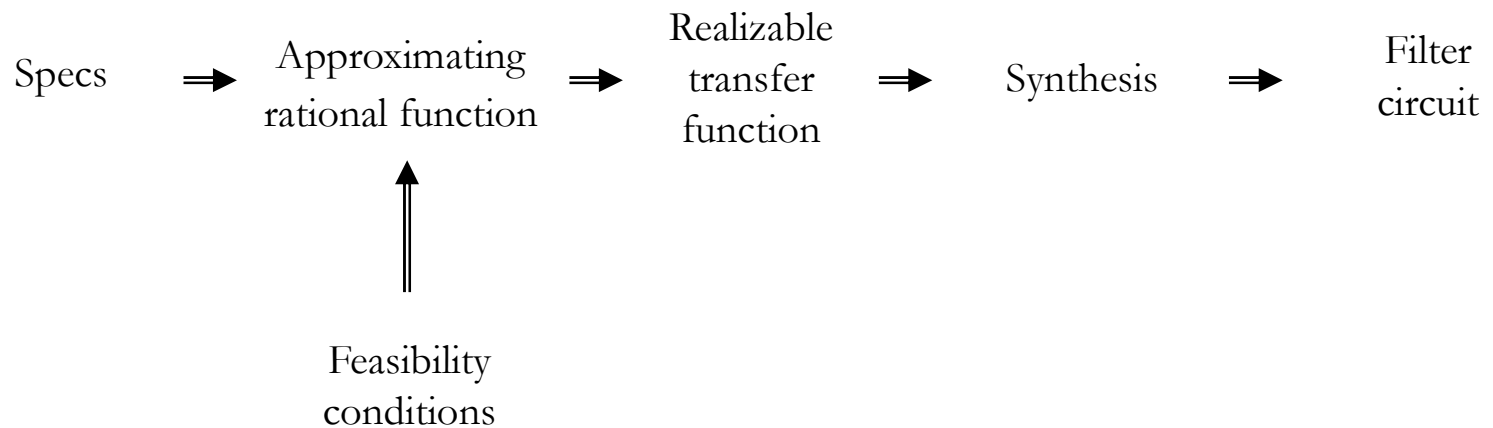 Specs
Approximating
rational function
Realizable
transfer
function
Synthesis
Filter
circuit
Feasibility
conditions